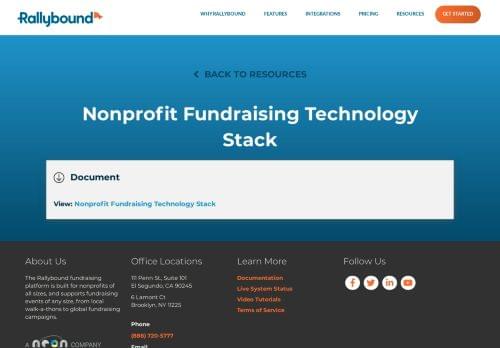 Rallybound
WHY RALLYBOUND FEATURES INTEGRATIONS PRICING RESOURCES GET STARTED
BACK TO RESOURCES
Nonprofit Fundraising Technology
Stack
Document
View: Nonprofit Fundraising Technology Stack
About Us
The Rallybound fundraising
platform is built for nonprofits of
all sizes, and supports fundraising
events of any size, from local
walk-a-thons to global fundraising
campaigns.
A neon COMPANY
Office Locations
111 Penn St., Suite 101
El Segundo, CA 90245
6 Lamont Ct
Brooklyn, NY 11225
Phone
(888) 720-5777
Email
Learn More
Documentation
Live System Status
Video Tutorials
Terms of Service
Follow Us